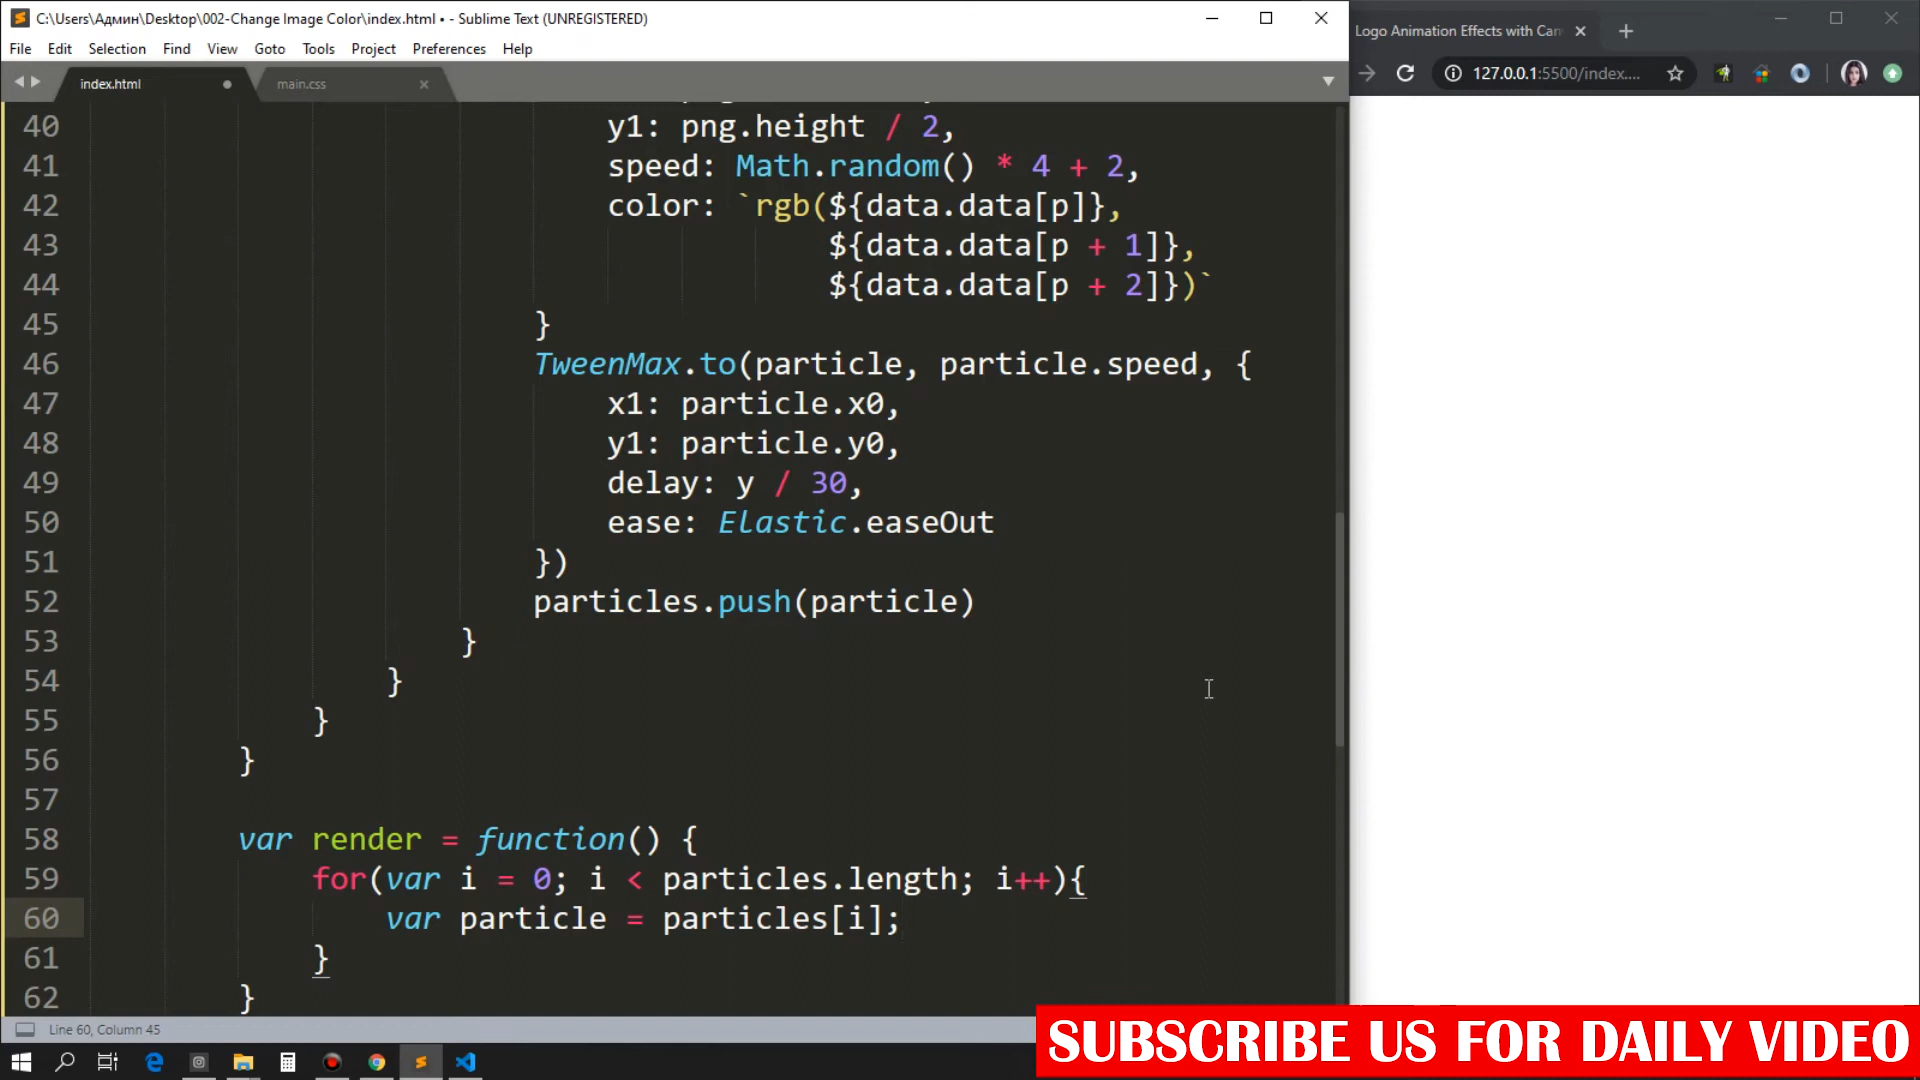 C:\Users\Админ\Desktop\002-Change Image Color\index.html • - Sublime Text (UNREGISTERED)
File Edit Selection Find View Goto Tools Project Preferences Help
index.html
main.css
Logo Animation Effects with Can
127.0.0.1:5500/index....
40 y1: png.height / 2,
41 speed: Math.random() * 4 + 2,
42 color: `rgb(${data.data[p]},
43 ${data.data[p + 1]},
44 ${data.data[p + 2]})`
45 }
46 TweenMax.to(particle, particle.speed, {
47 x1: particle.x0,
48 y1: particle.y0,
49 delay: y / 30,
50 ease: Elastic.easeOut
51 })
52 particles.push(particle)
53 }
54 }
55 }
56 }
57
58 var render = function() {
59 for(var i = 0; i < particles.length; i++){
60 var particle = particles[i];
61 }
62 }
Line 60, Column 45
SUBSCRIBE US FOR DAILY VIDEO